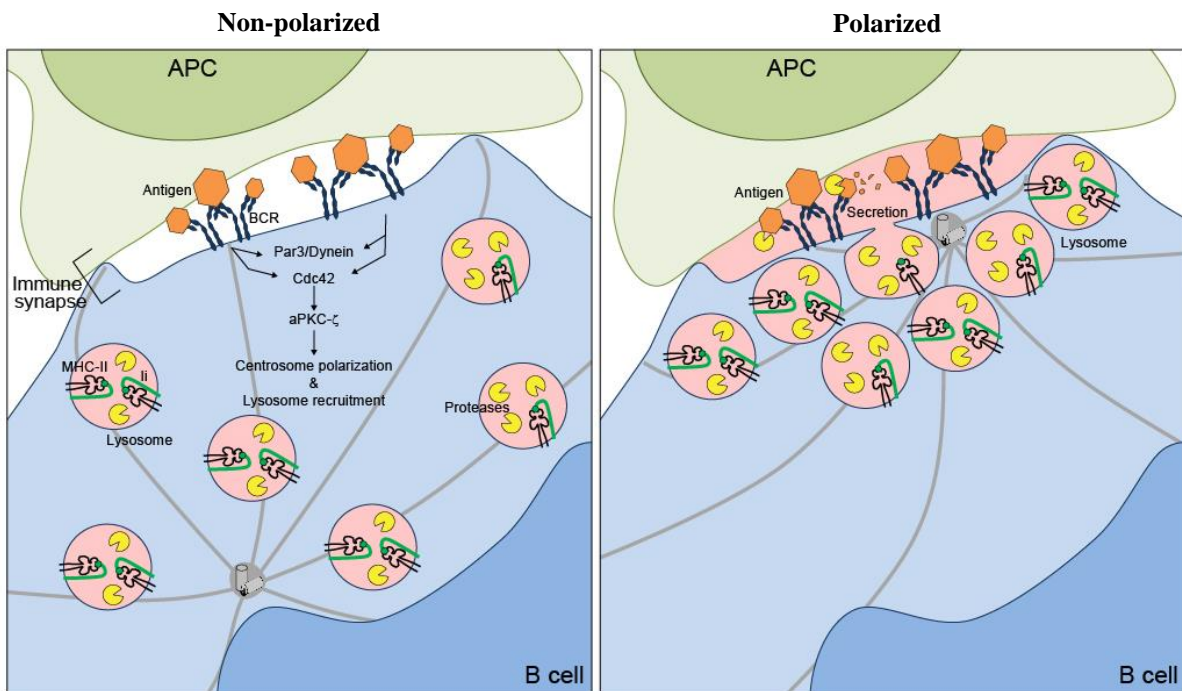 Non-polarized
APC
Antigen
BCR
Par3/Dynein
Cdc42
aPKC-ζ
Centrosome polarization
&
Lysosome recruitment
Immune
synapse
MHC-II
Ii
Lysosome
Proteases
B cell
Polarized
APC
Antigen
Secretion
Lysosome
B cell